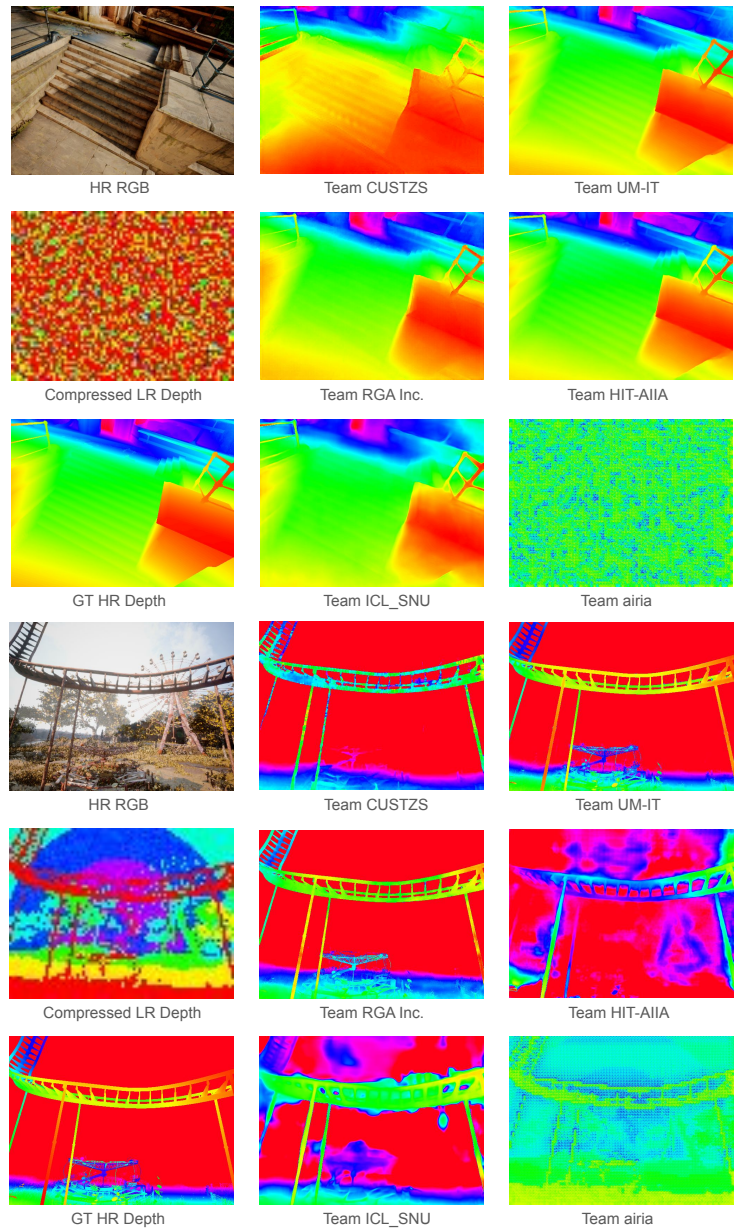 HR RGB
Team CUSTZS
Team UM-IT
Compressed LR Depth
Team RGA Inc.
Team HIT-AIIA
GT HR Depth
Team ICL_SNU
Team airia
HR RGB
Team CUSTZS
Team UM-IT
Compressed LR Depth
Team RGA Inc.
Team HIT-AIIA
GT HR Depth
Team ICL_SNU
Team airia